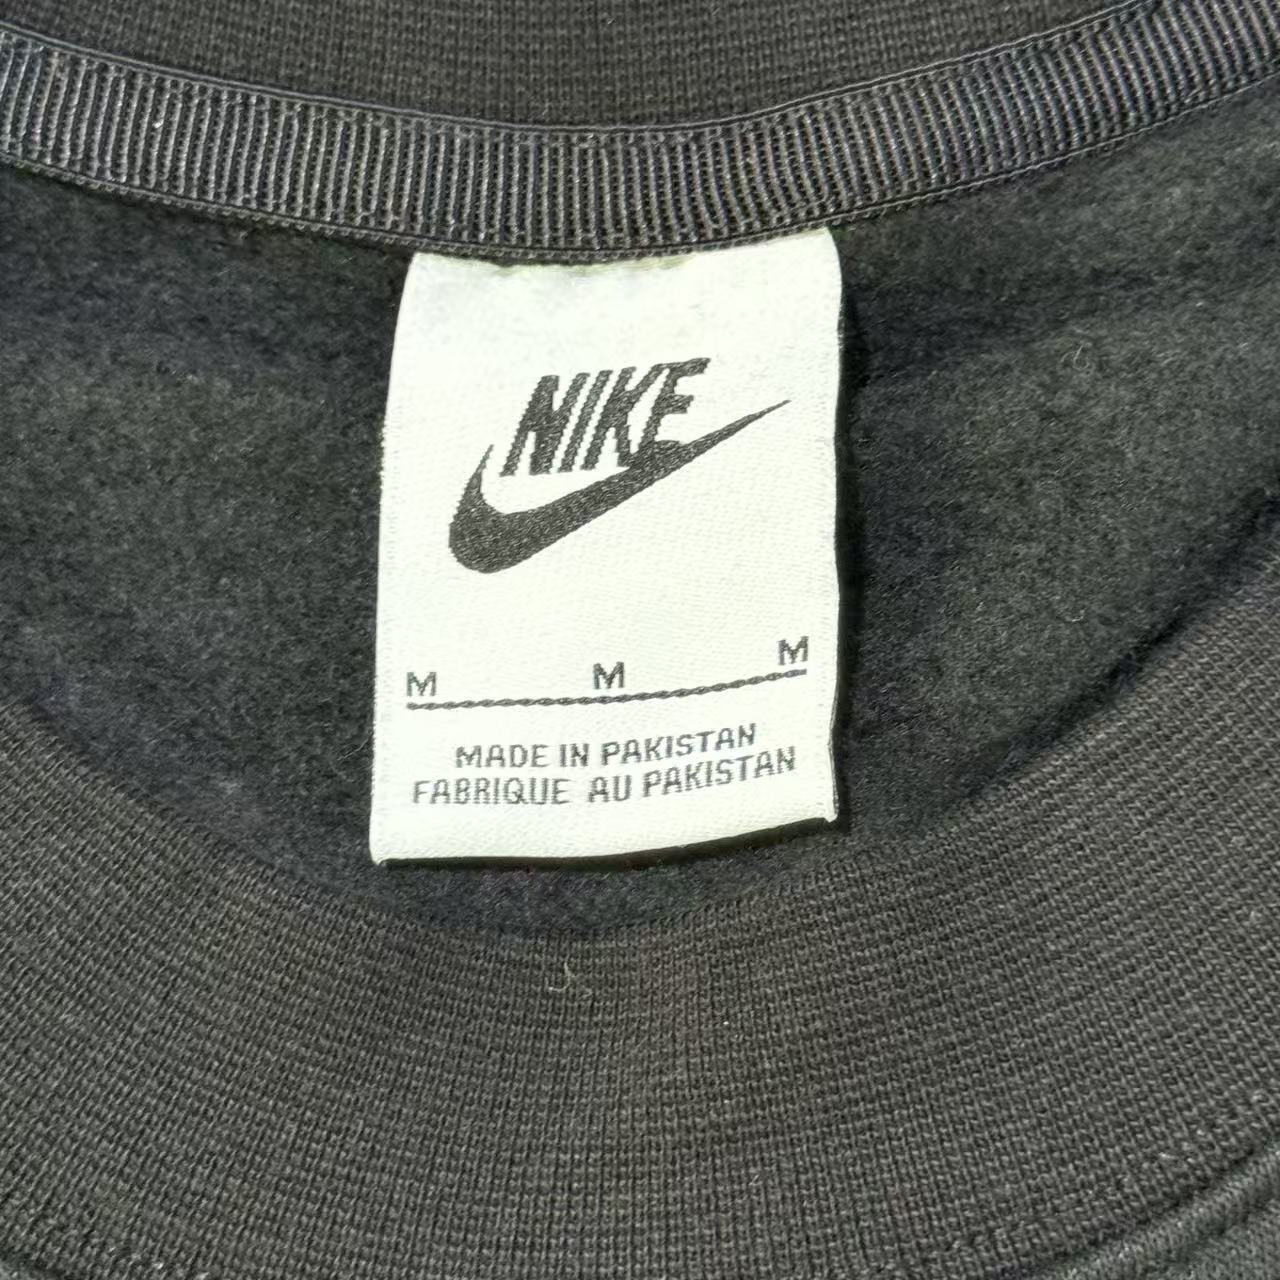 NIKE
M M M
MADE IN PAKISTAN
FABRIQUE AU PAKISTAN